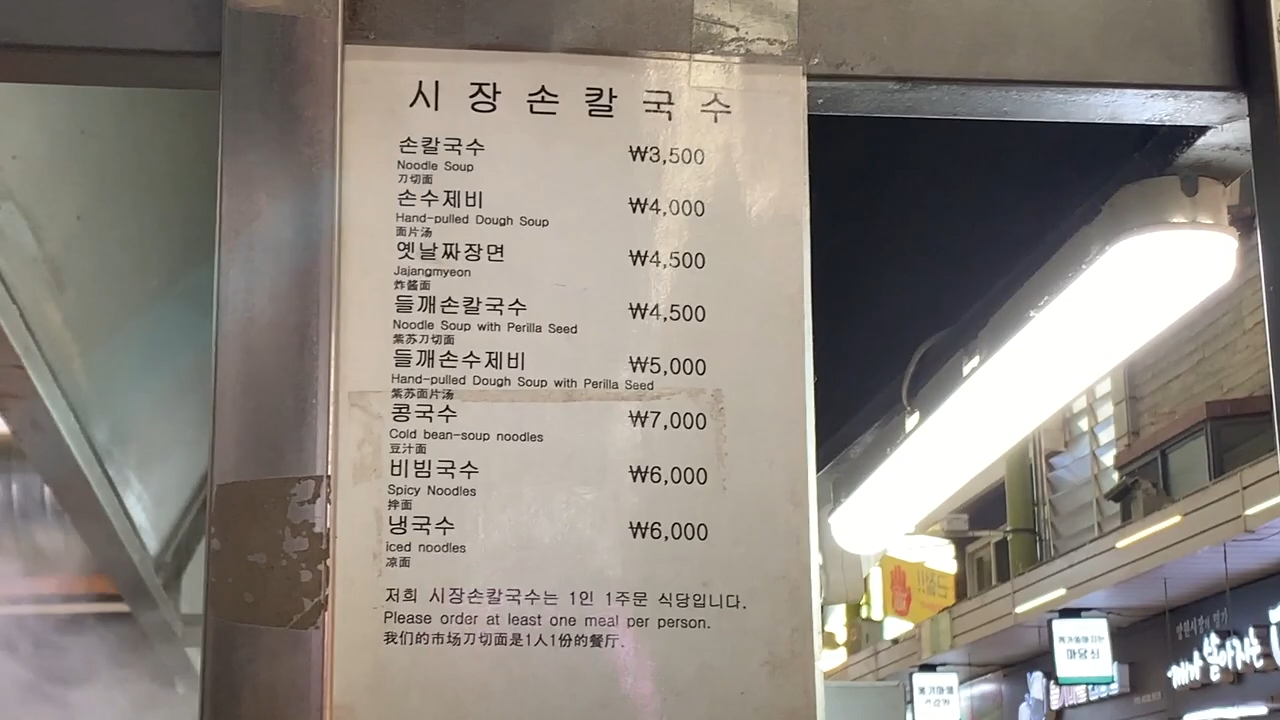 시장손칼국수
손칼국수 ₩3,500
Noodle Soup
刀切面
손수제비 ₩4,000
Hand-pulled Dough Soup
面片汤
옛날짜장면 ₩4,500
Jajangmyeon
炸酱面
들깨손칼국수 ₩4,500
Noodle Soup with Perilla Seed
紫苏刀切面
들깨손수제비 ₩5,000
Hand-pulled Dough Soup with Perilla Seed
紫苏面片汤
콩국수 ₩7,000
Cold bean-soup noodles
豆汁面
비빔국수 ₩6,000
Spicy Noodles
拌面
냉국수 ₩6,000
iced noodles
凉面
저희 시장손칼국수는 1인 1주문 식당입니다.
Please order at least one meal per person.
我们的市场刀切面是1人1份的餐厅.